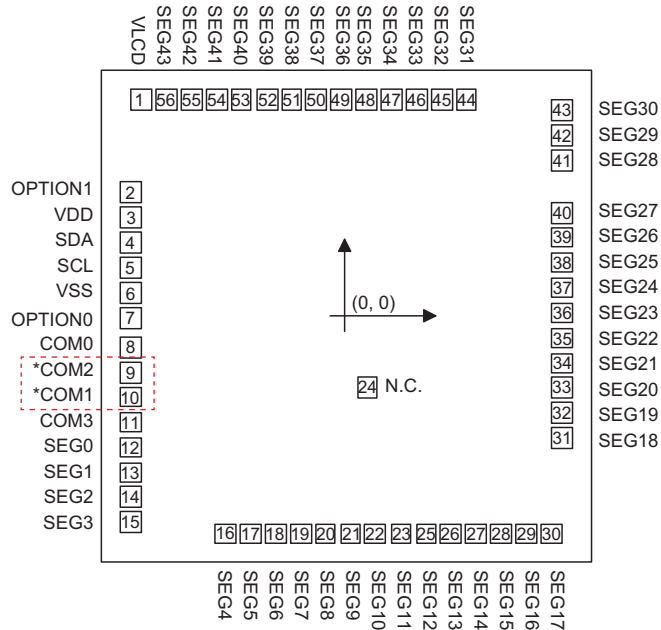 VLCD SEG43 SEG42 SEG41 SEG40 SEG39 SEG38 SEG37 SEG36 SEG35 SEG34 SEG33 SEG32 SEG31
1 56 55 54 53 52 51 50 49 48 47 46 45 44
43 SEG30
42 SEG29
41 SEG28
OPTION1 2
VDD 3
SDA 4
SCL 5
VSS 6
OPTION0 7
COM0 8
*COM2 9
*COM1 10
COM3 11
SEG0 12
SEG1 13
SEG2 14
SEG3 15
(0, 0)
24 N.C.
40 SEG27
39 SEG26
38 SEG25
37 SEG24
36 SEG23
35 SEG22
34 SEG21
33 SEG20
32 SEG19
31 SEG18
16 17 18 19 20 21 22 23 25 26 27 28 29 30
SEG4 SEG5 SEG6 SEG7 SEG8 SEG9 SEG10 SEG11 SEG12 SEG13 SEG14 SEG15 SEG16 SEG17